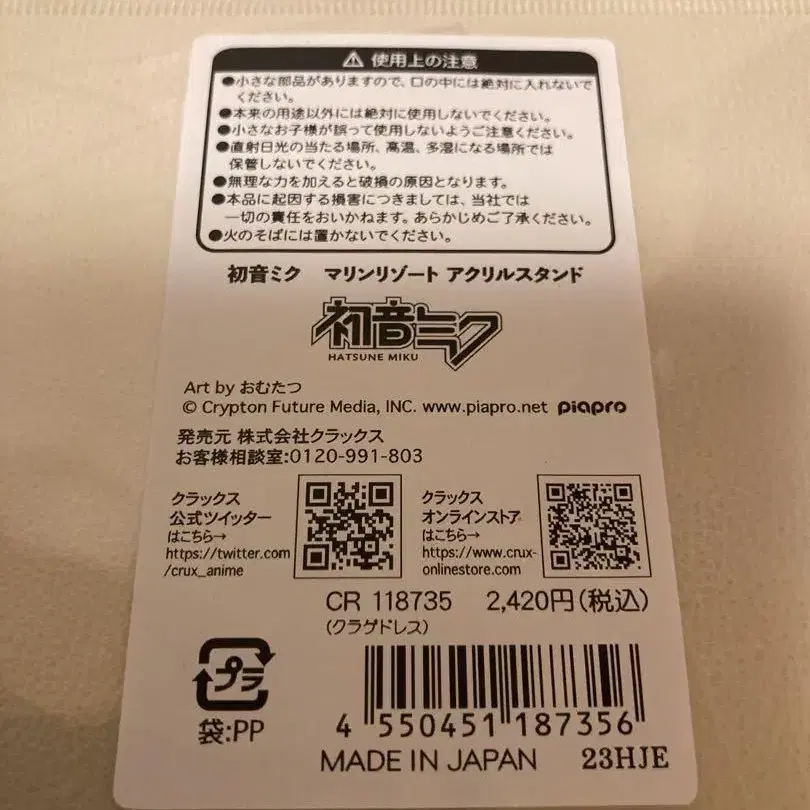 ⚠ 使用上の注意
●小さな部品がありますので、口の中には絶対に入れないで
ください。
●本来の用途以外には絶対に使用しないでください。
●小さなお子様が誤って使用しないようご注意ください。
●直射日光の当たる場所、高温、多湿になる場所では
保管しないでください。
●無理な力を加えると破損の原因となります。
●本品に起因する損害につきましては、当社では
一切の責任をおいかねます。あらかじめご了承ください。
●火のそばには置かないでください。
初音ミク マリンリゾート アクリルスタンド
初音ミク
HATSUNE MIKU
Art by おむたつ
© Crypton Future Media, INC. www.piapro.net piapro
発売元 株式会社クラックス
お客様相談室:0120-991-803
クラックス
公式ツイッター
はこちら→
https://twitter.com
/crux_anime
クラックス
オンラインストア
はこちら→
https://www.crux-
onlinestore.com
CR 118735 2,420円(税込)
(クラゲドレス)
プラ
袋:PP
4 550451 187356
MADE IN JAPAN 23HJE